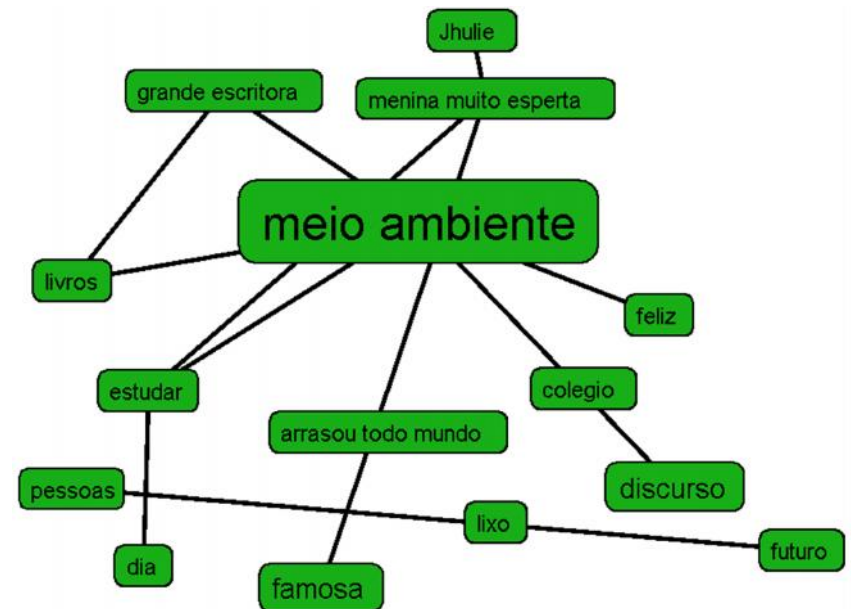 Jhulie
grande escritora
menina muito esperta
meio ambiente
livros
feliz
estudar
colegio
arrasou todo mundo
pessoas
discurso
lixo
futuro
dia
famosa